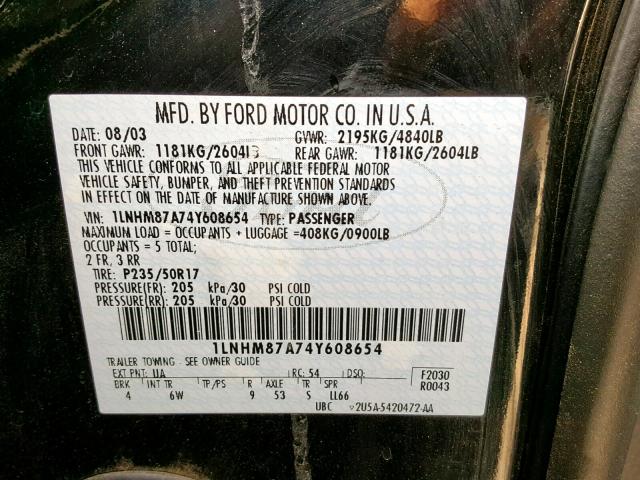 MFD. BY FORD MOTOR CO. IN U.S.A.
DATE: 08/03 GVWR: 2195KG/4840LB
FRONT GAWR: 1181KG/2604LB REAR GAWR: 1181KG/2604LB
THIS VEHICLE CONFORMS TO ALL APPLICABLE FEDERAL MOTOR
VEHICLE SAFETY, BUMPER, AND THEFT PREVENTION STANDARDS
IN EFFECT ON THE DATE OF MANUFACTURE SHOWN ABOVE.
VIN: 1LNHM87A74Y608654 TYPE: PASSENGER
MAXIMUM LOAD = OCCUPANTS + LUGGAGE =408KG/0900LB
OCCUPANTS = 5 TOTAL;
2 FR, 3 RR
TIRE: P235/50R17
PRESSURE(FR): 205 kPa/30 PSI COLD
PRESSURE(RR): 205 kPa/30 PSI COLD
1LNHM87A74Y608654
TRAILER TOWING - SEE OWNER GUIDE
EXT PNT: UA RC: 54 DSO: F2030
BRK INT TR TP/PS R AXLE TR SPR R0043
4 6W 9 53 S LL66
UBC 2U5A-5420472-AA